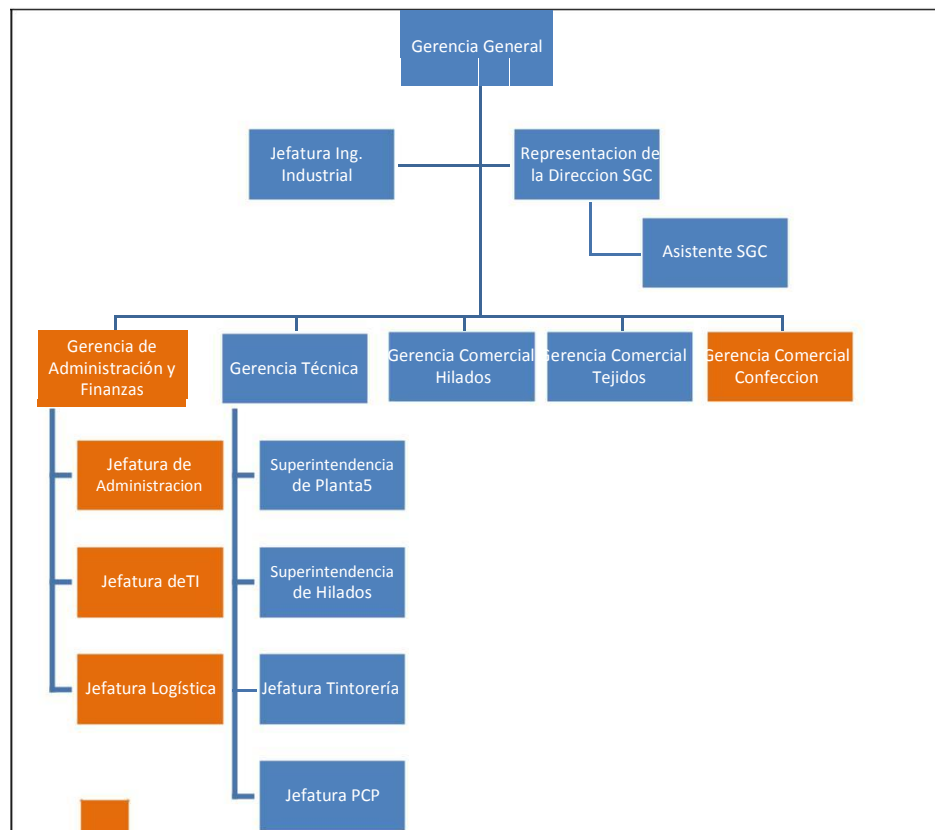 Gerencia General
Jefatura Ing.
Industrial
Representacion de
la Direccion SGC
Asistente SGC
Gerencia de
Administración y
Finanzas
Gerencia Técnica
Gerencia Comercial
Hilados
Gerencia Comercial
Tejidos
Gerencia Comercial
Confeccion
Jefatura de
Administracion
Superintendencia
de Planta5
Jefatura deTI
Superintendencia
de Hilados
Jefatura Logística
Jefatura Tintorería
Jefatura PCP